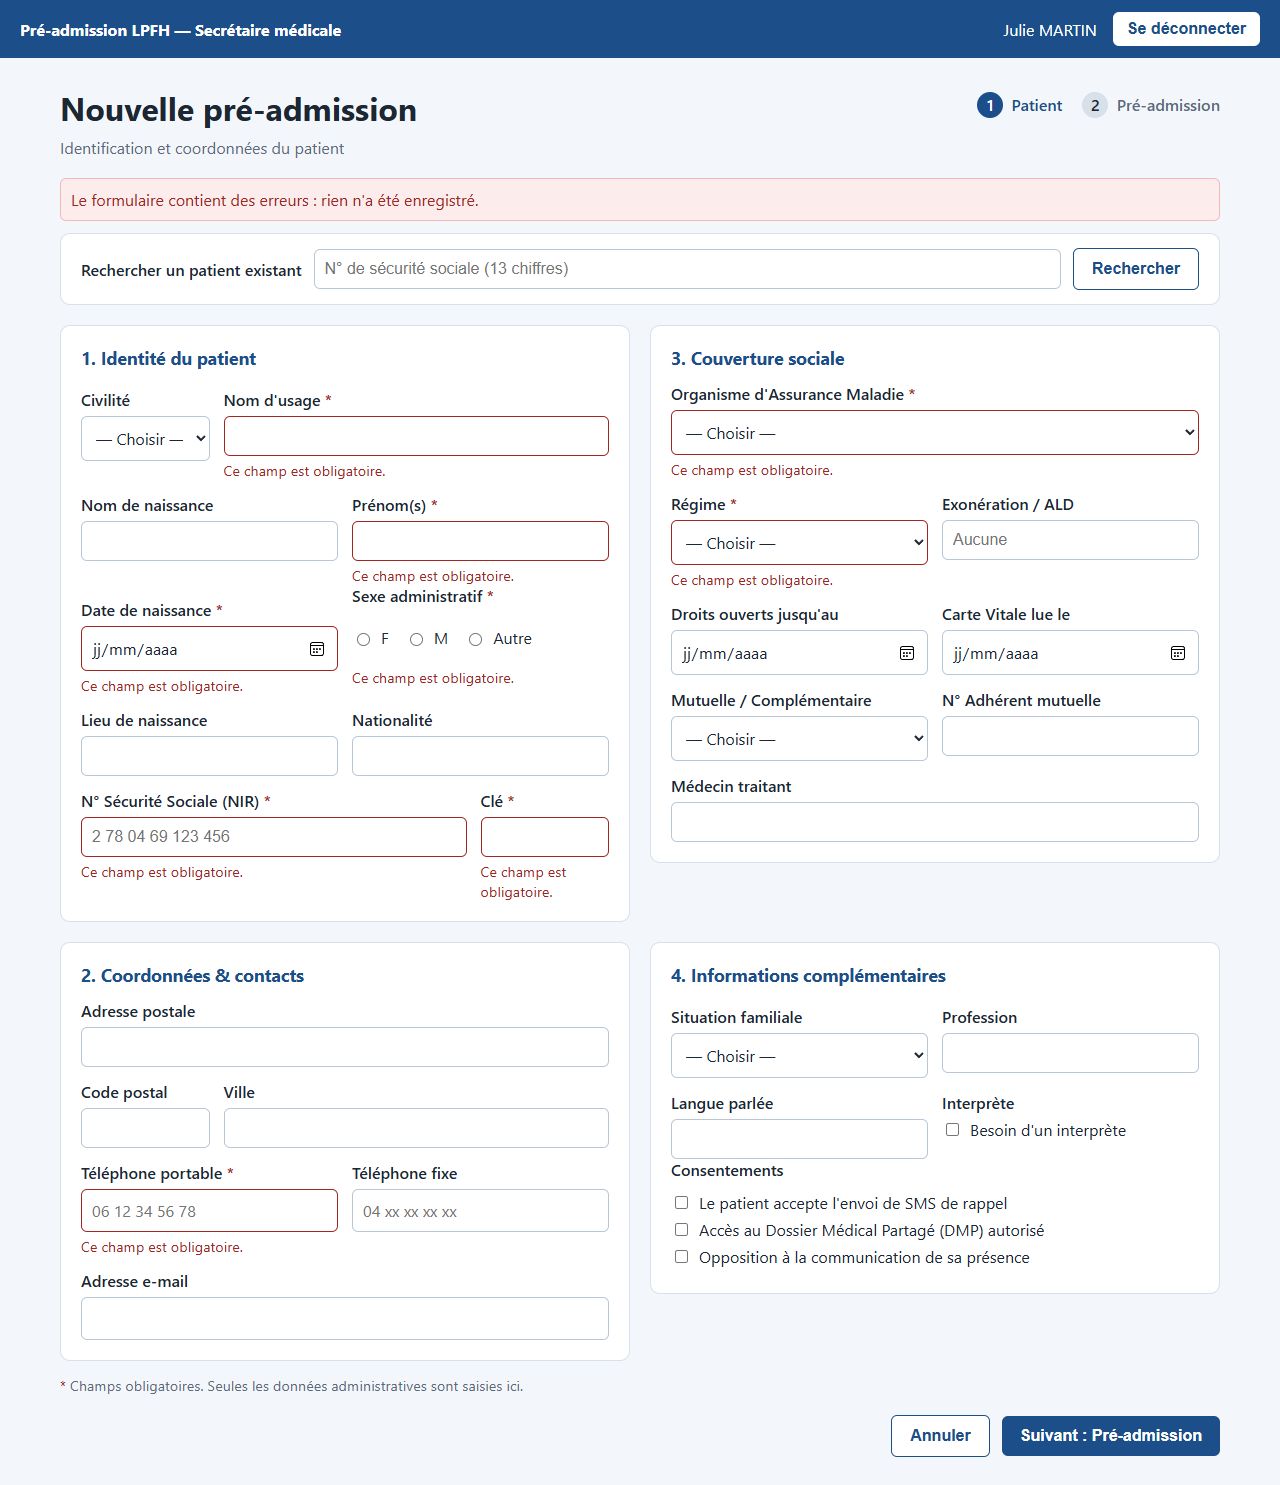 Pré-admission LPFH — Secrétaire médicale
Julie MARTIN
Se déconnecter
Nouvelle pré-admission
1 Patient
2 Pré-admission
Identification et coordonnées du patient
Le formulaire contient des erreurs : rien n'a été enregistré.
Rechercher un patient existant
N° de sécurité sociale (13 chiffres)
Rechercher
1. Identité du patient
Civilité
— Choisir —
Nom d'usage *
Ce champ est obligatoire.
Nom de naissance
Prénom(s) *
Ce champ est obligatoire.
Date de naissance *
jj/mm/aaaa
Ce champ est obligatoire.
Sexe administratif *
F
M
Autre
Ce champ est obligatoire.
Lieu de naissance
Nationalité
N° Sécurité Sociale (NIR) *
2 78 04 69 123 456
Ce champ est obligatoire.
Clé *
Ce champ est
obligatoire.
3. Couverture sociale
Organisme d'Assurance Maladie *
— Choisir —
Ce champ est obligatoire.
Régime *
— Choisir —
Ce champ est obligatoire.
Exonération / ALD
Aucune
Droits ouverts jusqu'au
jj/mm/aaaa
Carte Vitale lue le
jj/mm/aaaa
Mutuelle / Complémentaire
— Choisir —
N° Adhérent mutuelle
Médecin traitant
2. Coordonnées & contacts
Adresse postale
Code postal
Ville
Téléphone portable *
06 12 34 56 78
Ce champ est obligatoire.
Téléphone fixe
04 xx xx xx xx
Adresse e-mail
4. Informations complémentaires
Situation familiale
— Choisir —
Profession
Langue parlée
Interprète
Besoin d'un interprète
Consentements
Le patient accepte l'envoi de SMS de rappel
Accès au Dossier Médical Partagé (DMP) autorisé
Opposition à la communication de sa présence
* Champs obligatoires. Seules les données administratives sont saisies ici.
Annuler
Suivant : Pré-admission